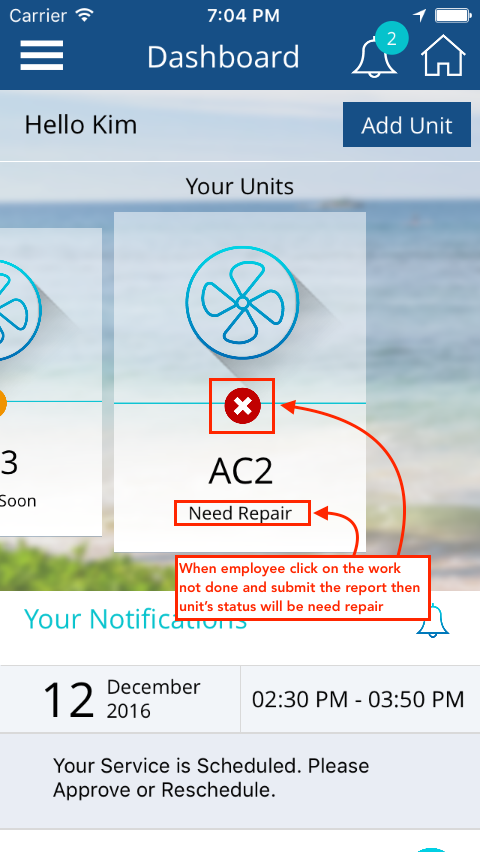 Carrier 7:04 PM
Dashboard 2
Hello Kim Add Unit
Your Units
3
Soon
AC2
Need Repair
When employee click on the work
not done and submit the report then
unit's status will be need repair
Your Notifications
12 December
2016
02:30 PM - 03:50 PM
Your Service is Scheduled. Please
Approve or Reschedule.